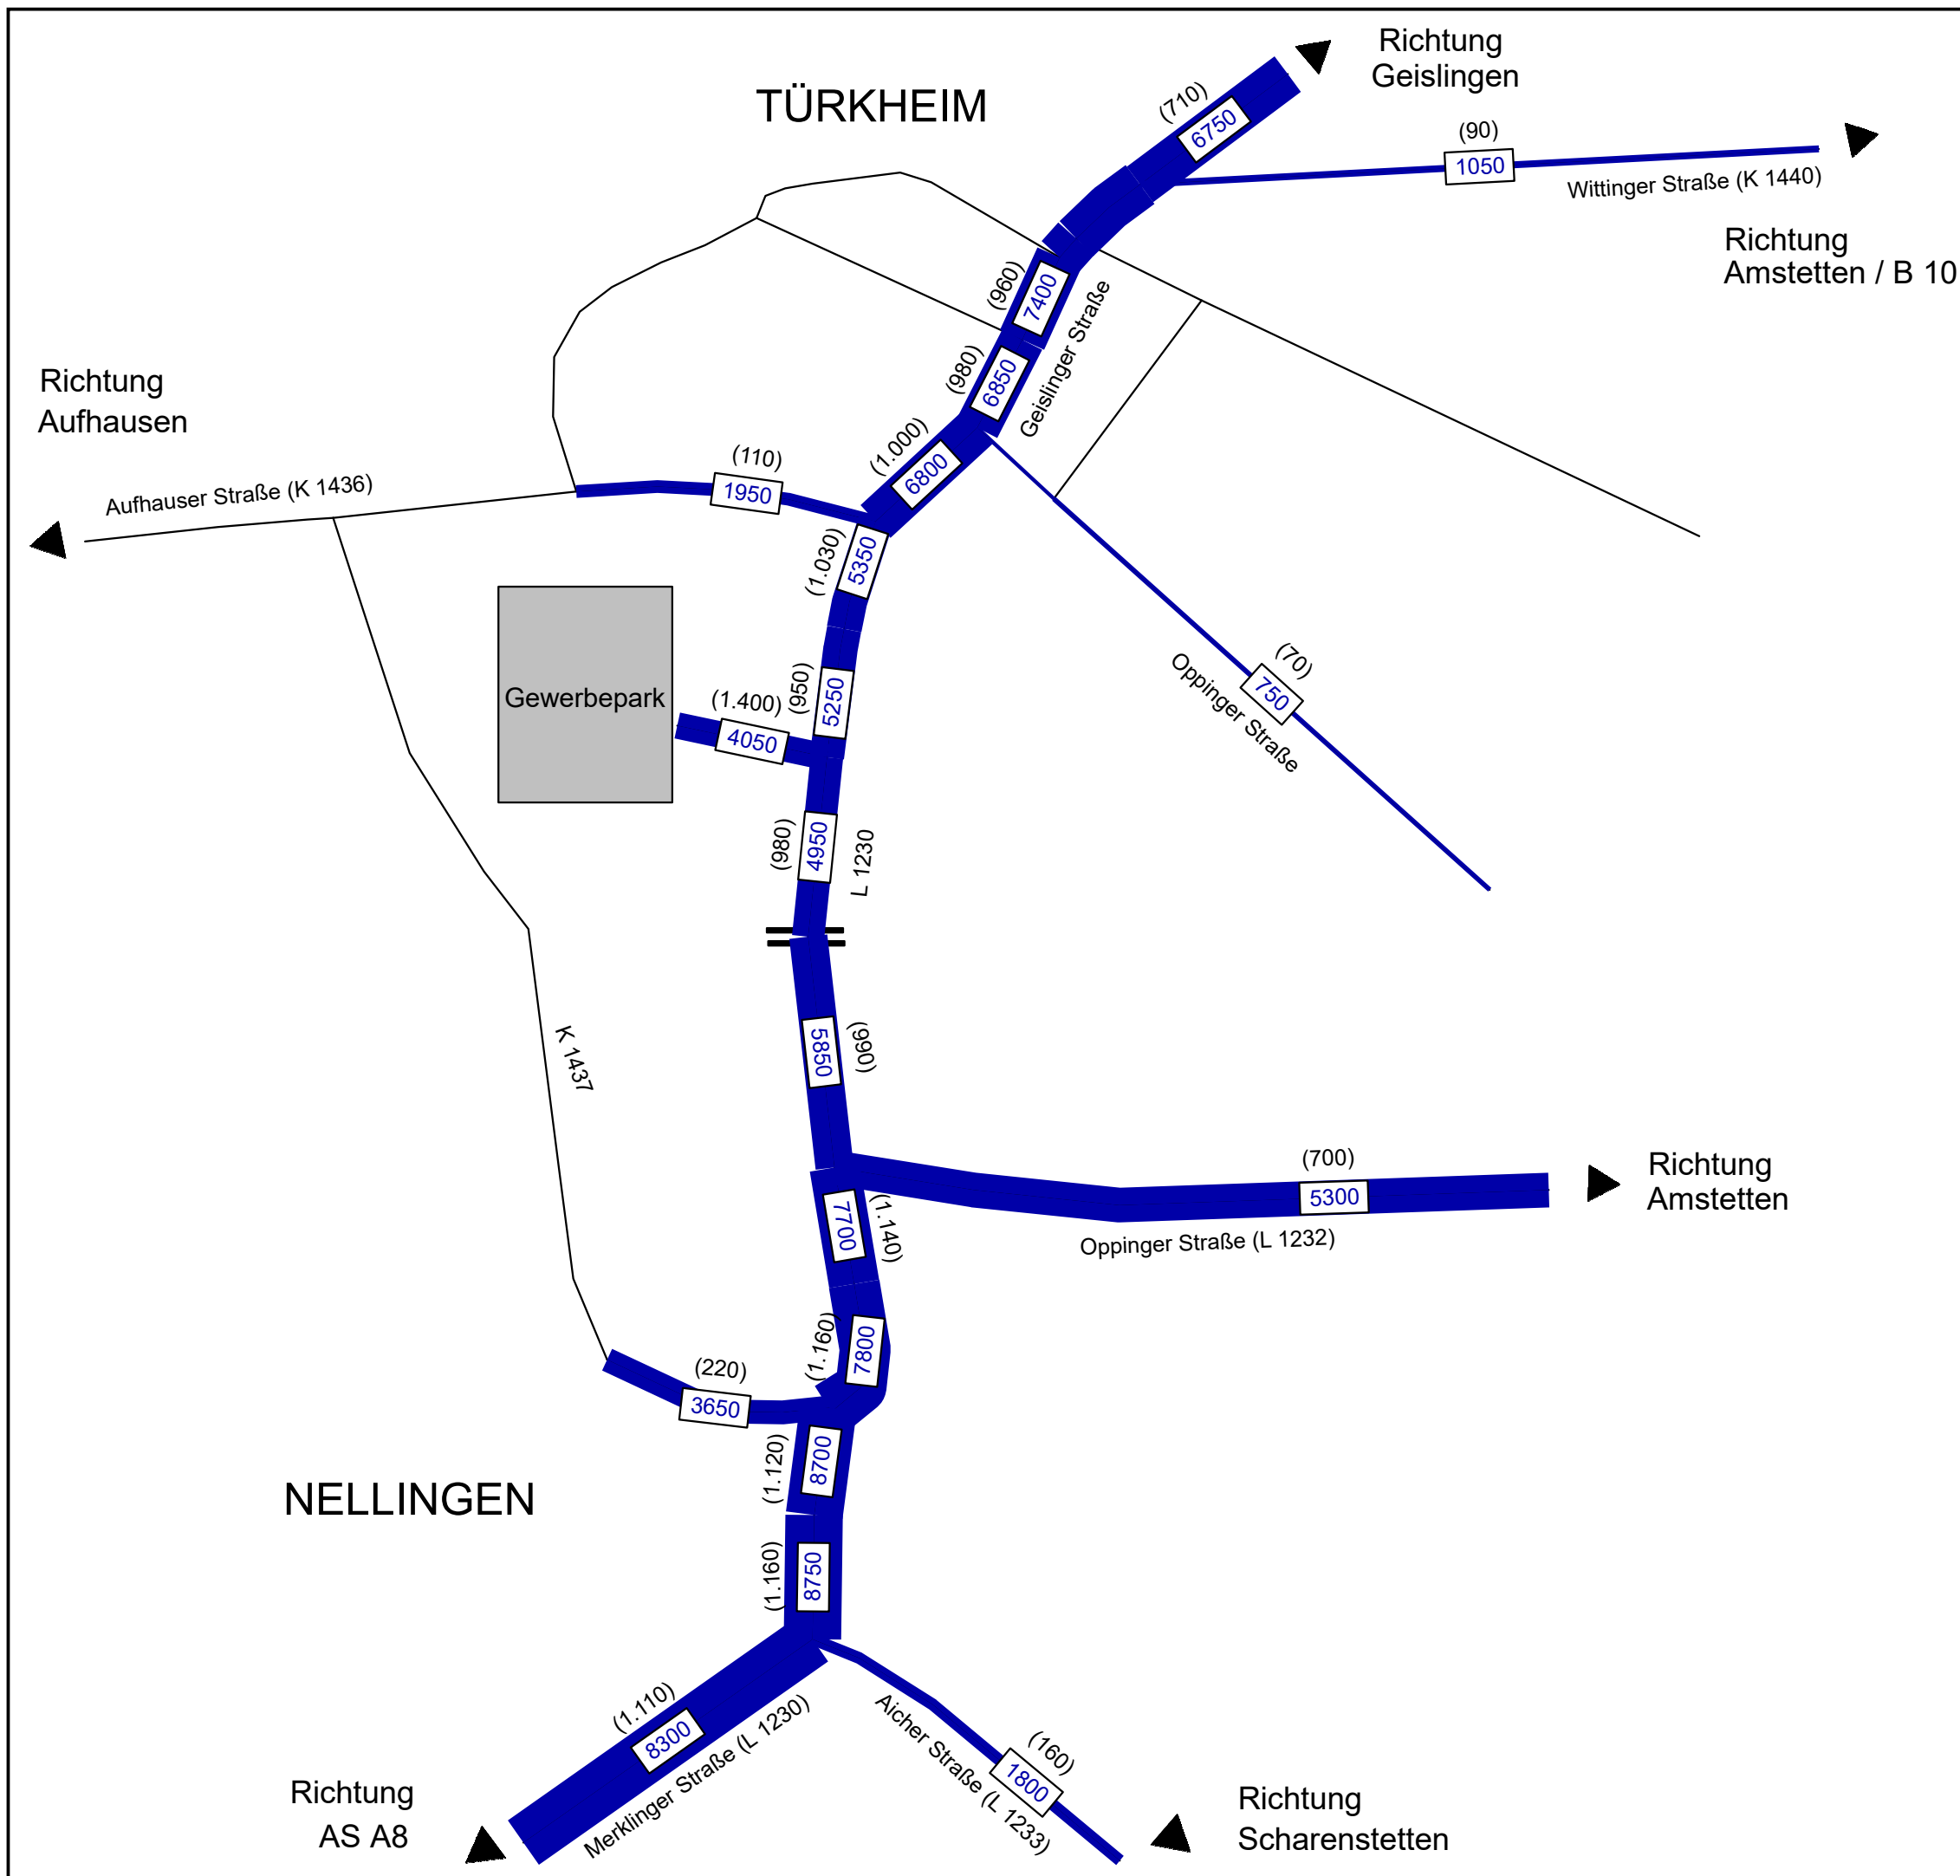 Richtung
Geislingen
TÜRKHEIM
(710)
6750
(90)
1050
Wittinger Straße (K 1440)
Richtung
Amstetten / B 10
(960)
7400
Geislinger Straße
(980)
6850
Richtung
Aufhausen
(1.000)
6800
(110)
1950
Aufhauser Straße (K 1436)
(1.030)
5350
Gewerbepark
(1.400)
4050
(950)
5250
(70)
750
Oppinger Straße
(980)
4950
L 1230
5850
(990)
K 1437
(700)
5300
Richtung
Amstetten
Oppinger Straße (L 1232)
7700
(1.140)
(1.160)
7800
(220)
3650
(1.120)
8700
NELLINGEN
(1.160)
8750
(1.110)
8300
Merklinger Straße (L 1230)
Aicher Straße (L 1233)
(160)
1800
Richtung
AS A8
Richtung
Scharenstetten